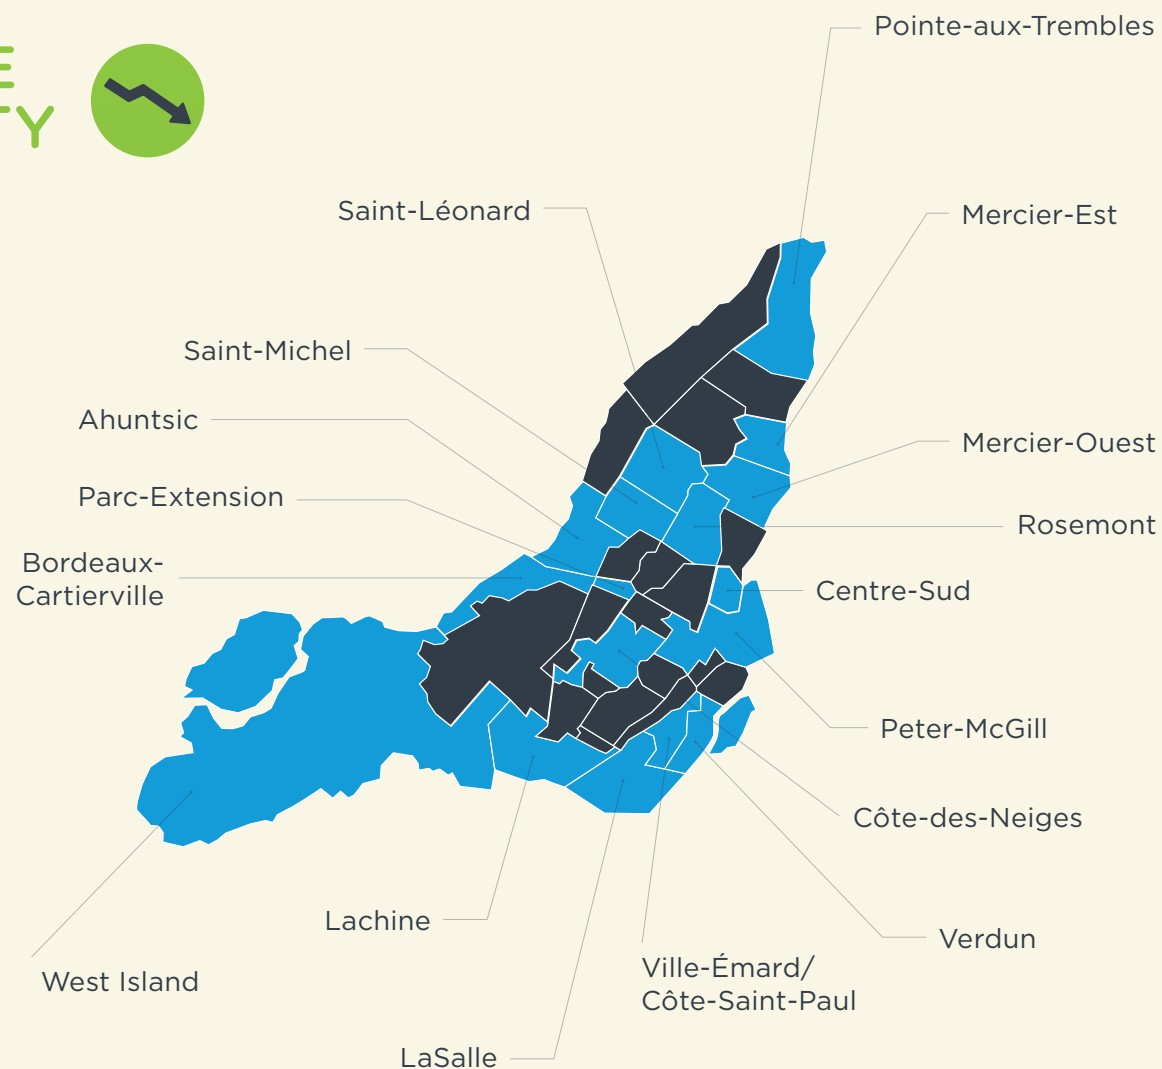 Pointe-aux-Trembles
Saint-Léonard
Mercier-Est
Saint-Michel
Ahuntsic
Mercier-Ouest
Parc-Extension
Rosemont
Bordeaux-
Cartierville
Centre-Sud
Peter-McGill
Côte-des-Neiges
Lachine
Verdun
West Island
Ville-Émard/
Côte-Saint-Paul
LaSalle